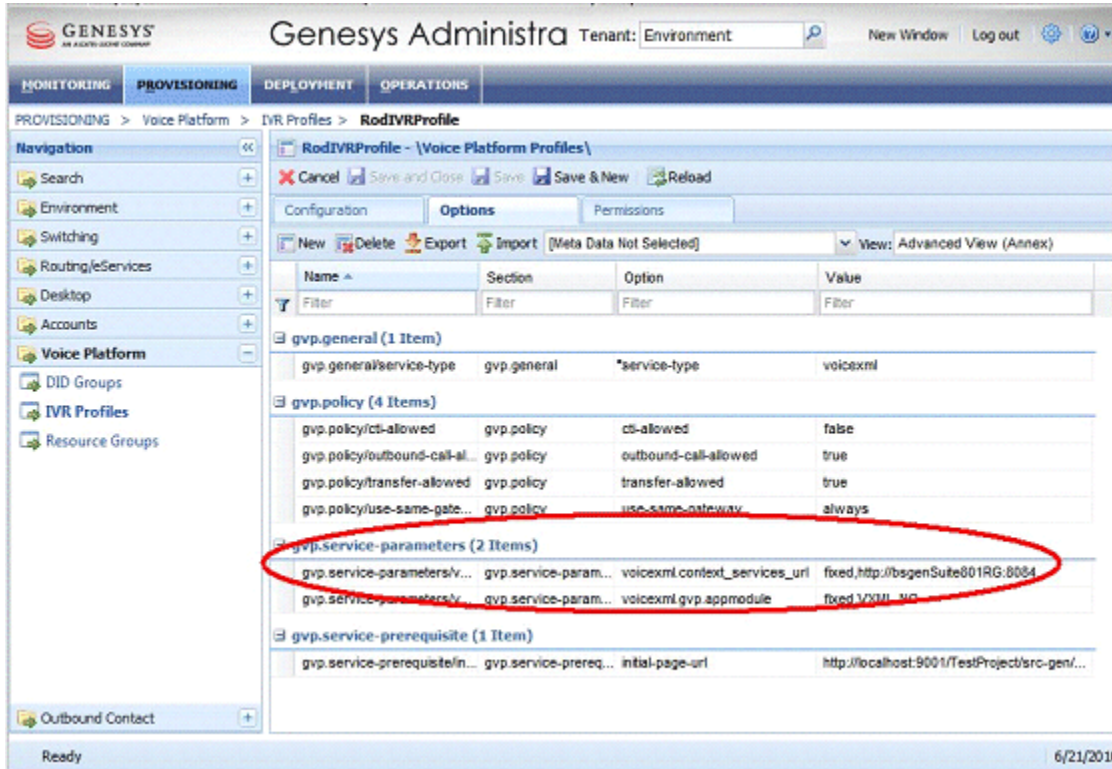 GENESYS
AN ALCATEL-LUCENT COMPANY
Genesys Administra Tenant: Environment New Window Log out
MONITORING PROVISIONING DEPLOYMENT OPERATIONS
PROVISIONING > Voice Platform > IVR Profiles > RodIVRProfile
Navigation
Search
Environment
Switching
Routing/eServices
Desktop
Accounts
Voice Platform
DID Groups
IVR Profiles
Resource Groups
Outbound Contact
RodIVRProfile - \Voice Platform Profiles\
Cancel Save and Close Save Save & New Reload
Configuration Options Permissions
New Delete Export Import [Meta Data Not Selected] View: Advanced View (Annex)
Name Section Option Value
Filter Filter Filter Filter
gvp.general (1 Item)
gvp.general/service-type gvp.general *service-type voicexml
gvp.policy (4 Items)
gvp.policy/cti-allowed gvp.policy cti-allowed false
gvp.policy/outbound-call-al... gvp.policy outbound-call-allowed true
gvp.policy/transfer-allowed gvp.policy transfer-allowed true
gvp.policy/use-same-gate... gvp.policy use-same-gateway always
gvp.service-parameters (2 Items)
gvp.service-parameters/v... gvp.service-param... voicexml.context_services_url fixed,http://bsgenSuite801RG:8084
gvp.service-parameters/v... gvp.service-param... voicexml.gvp.appmodule fixed,VXML-NG
gvp.service-prerequisite (1 Item)
gvp.service-prerequisite/in... gvp.service-prereq... initial-page-url http://localhost:9001/TestProject/src-gen/...
Ready 6/21/201